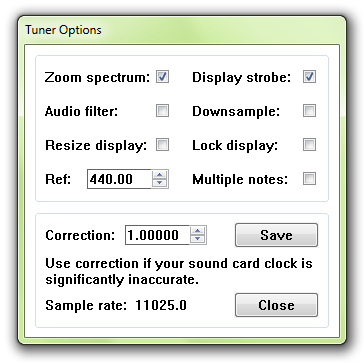 Tuner Options
Zoom spectrum: Display strobe:
Audio filter: Downsample:
Resize display: Lock display:
Ref: 440.00 Multiple notes:
Correction: 1.00000 Save
Use correction if your sound card clock is
significantly inaccurate.
Sample rate: 11025.0 Close